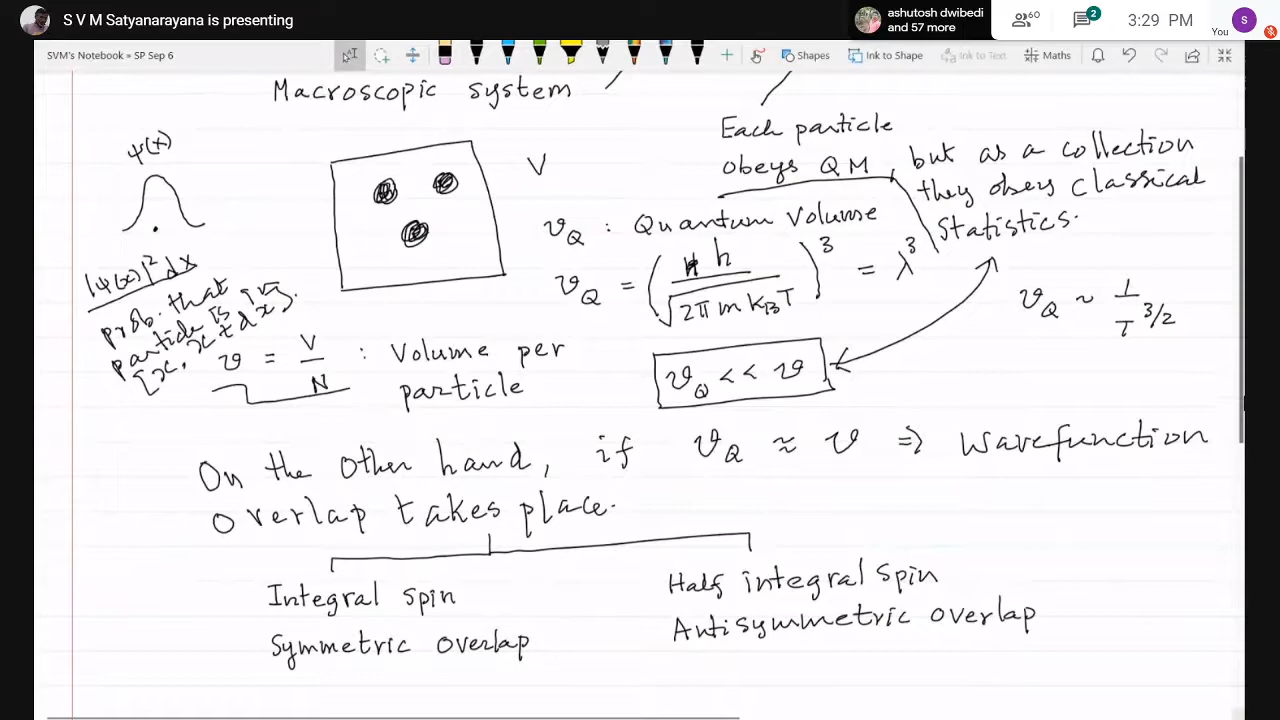 S V M Satyanarayana is presenting
ashutosh dwibedi
and 57 more
60
2
3:29 PM
S
You
SVM's Notebook » SP Sep 6
Shapes
Ink to Shape
Ink to Text
Maths
Macroscopic system
Each particle
obeys QM, but as a collection
they obey classical
statistics.
ψ(x)
|ψ(x)|² dx
prob. that
particle is in
[x, x+dx].
V
v_Q : Quantum Volume
v_Q = (h / √(2π m k_B T))³ = λ³
v_Q ~ 1 / T^3/2
v = V / N : Volume per
particle
v_Q << v
On the other hand, if v_Q ≈ v ⇒ Wavefunction
overlap takes place.
Integral spin
Symmetric overlap
Half integral spin
Antisymmetric overlap